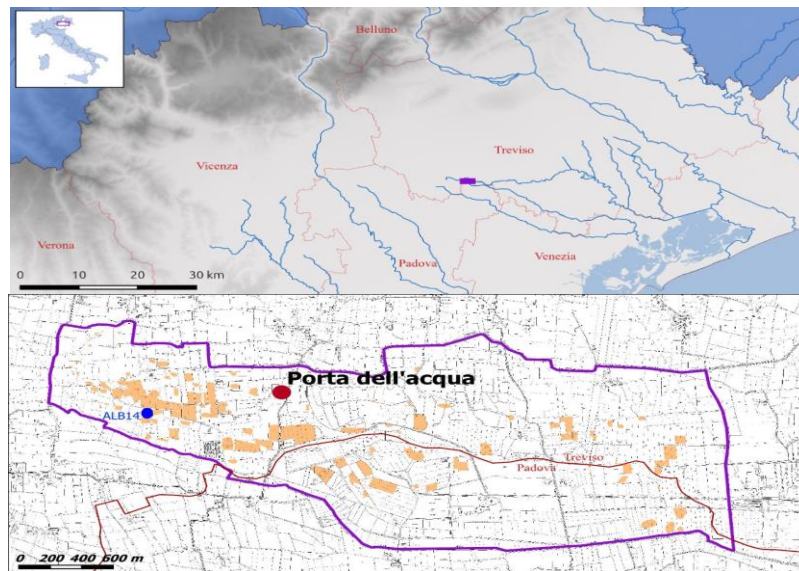 Belluno
Treviso
Vicenza
Verona
Padova
Venezia
0 10 20 30 km
Porta dell'acqua
ALB14
Treviso
Padova
0 200 400 600 m